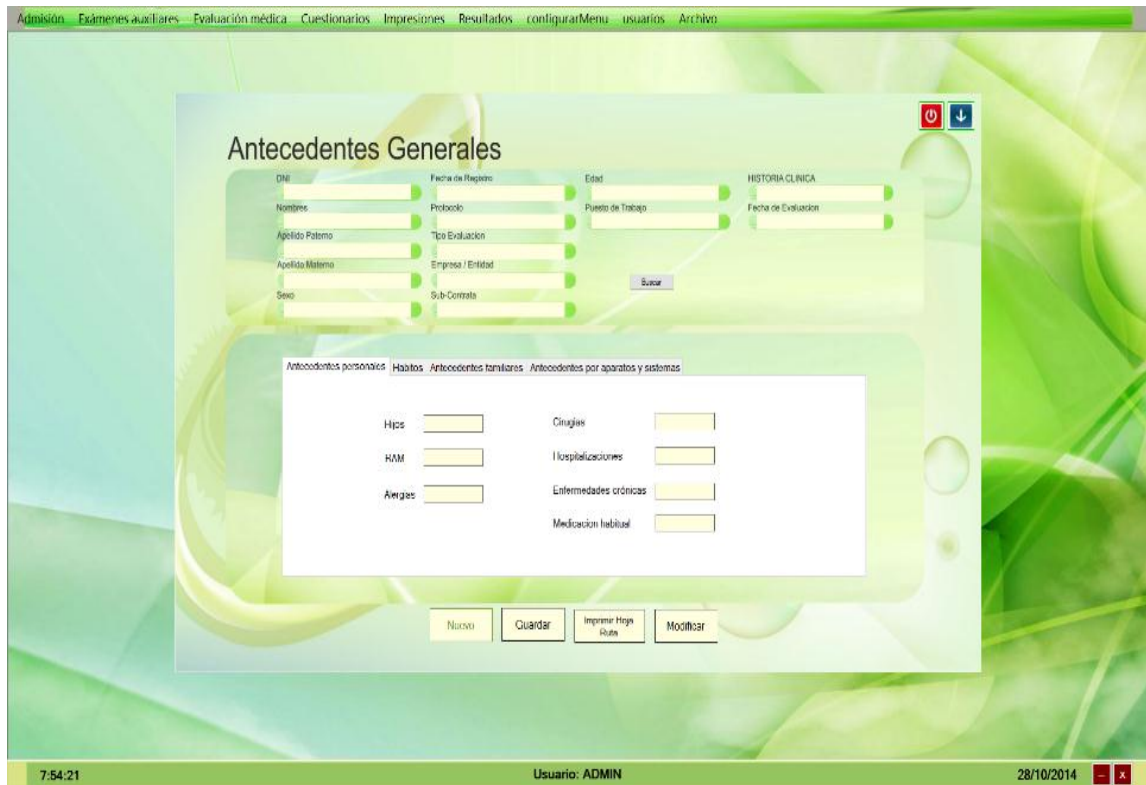 Admisión Exámenes auxiliares Evaluación médica Cuestionarios Impresiones Resultados configurarMenu usuarios Archivo
Antecedentes Generales
DNI Fecha de Registro Edad HISTORIA CLINICA
Nombres Protocolo Puesto de Trabajo Fecha de Evaluacion
Apellido Paterno Tipo Evaluacion
Apellido Materno Empresa / Entidad
Buscar
Sexo Sub-Contrata
Antecedentes personales Habitos Antecedentes familiares Antecedentes por aparatos y sistemas
Hijos Cirugias
RAM Hospitalizaciones
Alergias Enfermedades crónicas
Medicacion habitual
Nuevo Guardar Imprimir Hoja Ruta Modificar
7:54:21 Usuario: ADMIN 28/10/2014 – X